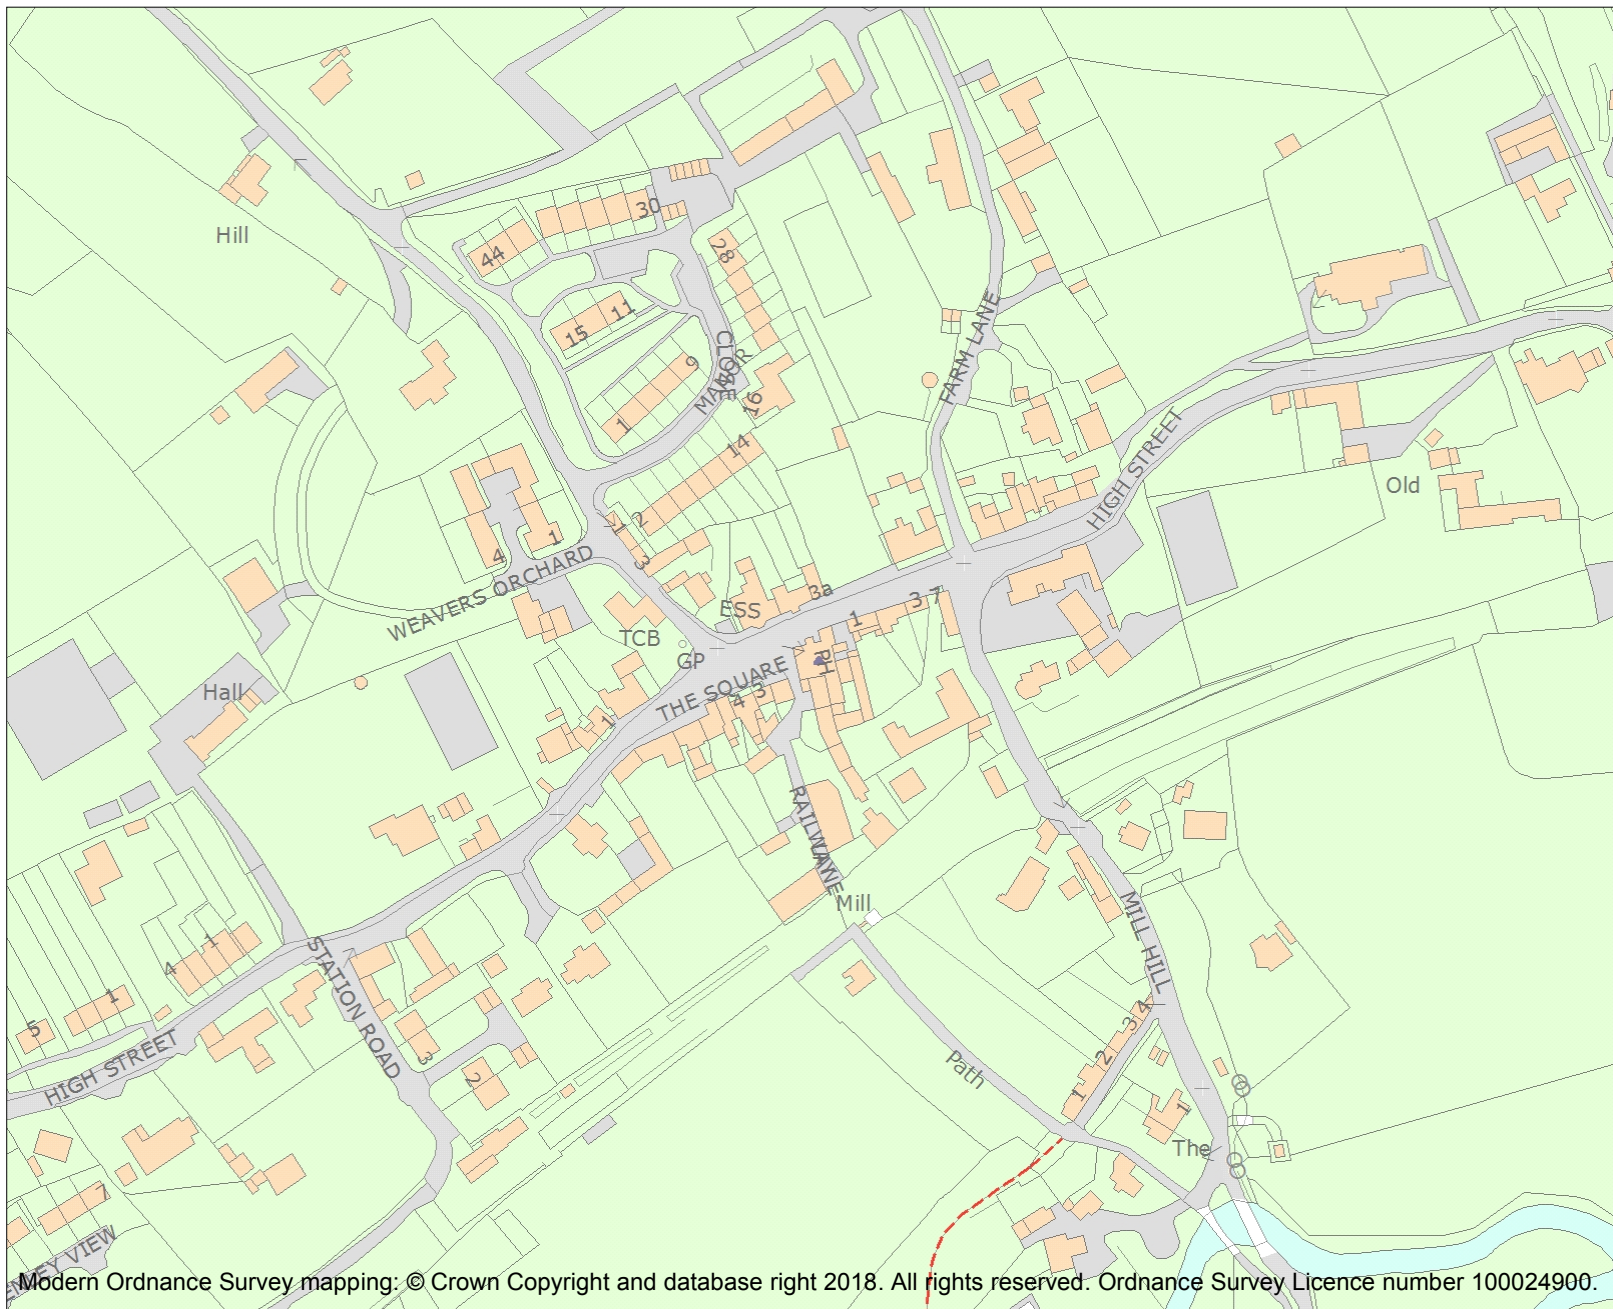 30
44
28
Hill
15
11
9
MANOR
CLOSE
1
16
14
FARM LANE
HIGH STREET
Old
1
2
3
4
1
WEAVERS ORCHARD
3a
ESS
1
3
7
TCB
GP
PH
THE SQUARE
4
3
1
Hall
RAILWAY
LANE
Mill
MILL HILL
1
4
STATION ROAD
1
5
HIGH STREET
3
2
Path
4
3
2
1
1
The
7
VIEW
Modern Ordnance Survey mapping: © Crown Copyright and database right 2018. All rights reserved. Ordnance Survey Licence number 100024900.